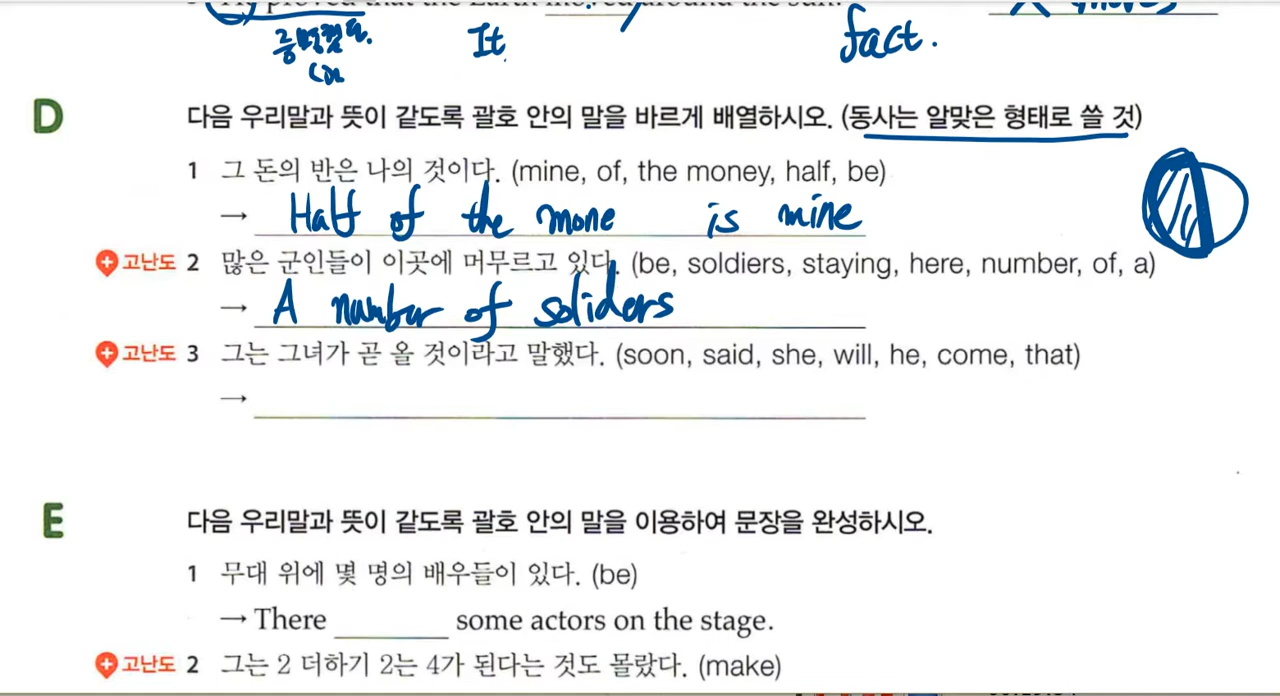 It
fact.
D 다음 우리말과 뜻이 같도록 괄호 안의 말을 바르게 배열하시오. (동사는 알맞은 형태로 쓸 것)
1 그 돈의 반은 나의 것이다. (mine, of, the money, half, be)
→ Half of the mone is mine
고난도 2 많은 군인들이 이곳에 머무르고 있다. (be, soldiers, staying, here, number, of, a)
→ A number of soliders
고난도 3 그는 그녀가 곧 올 것이라고 말했다. (soon, said, she, will, he, come, that)
→
E 다음 우리말과 뜻이 같도록 괄호 안의 말을 이용하여 문장을 완성하시오.
1 무대 위에 몇 명의 배우들이 있다. (be)
→ There ______ some actors on the stage.
고난도 2 그는 2 더하기 2는 4가 된다는 것도 몰랐다. (make)